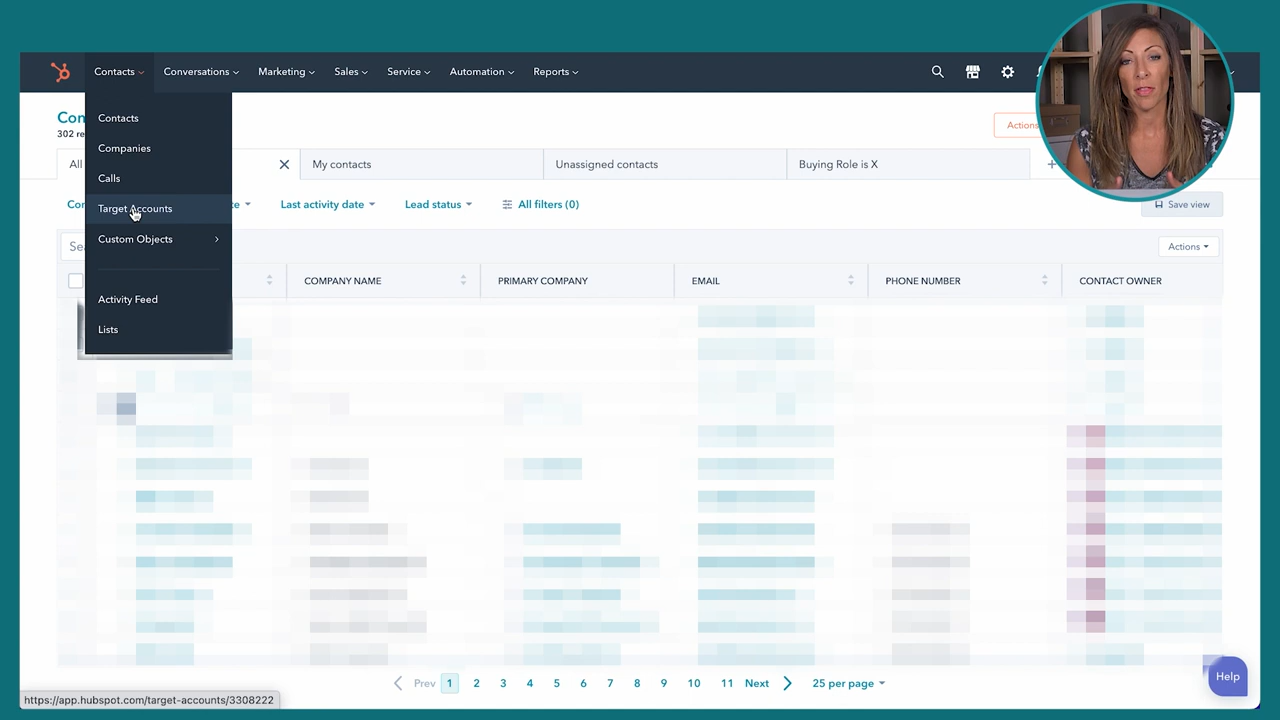 Contacts Conversations Marketing Sales Service Automation Reports
Contacts
Companies
Calls
Target Accounts
Custom Objects
Activity Feed
Lists
302
Actions
All
My contacts
Unassigned contacts
Buying Role is X
Last activity date
Lead status
All filters (0)
Save view
Actions
COMPANY NAME
PRIMARY COMPANY
EMAIL
PHONE NUMBER
CONTACT OWNER
Prev 1 2 3 4 5 6 7 8 9 10 11 Next 25 per page
Help
https://app.hubspot.com/target-accounts/3308222